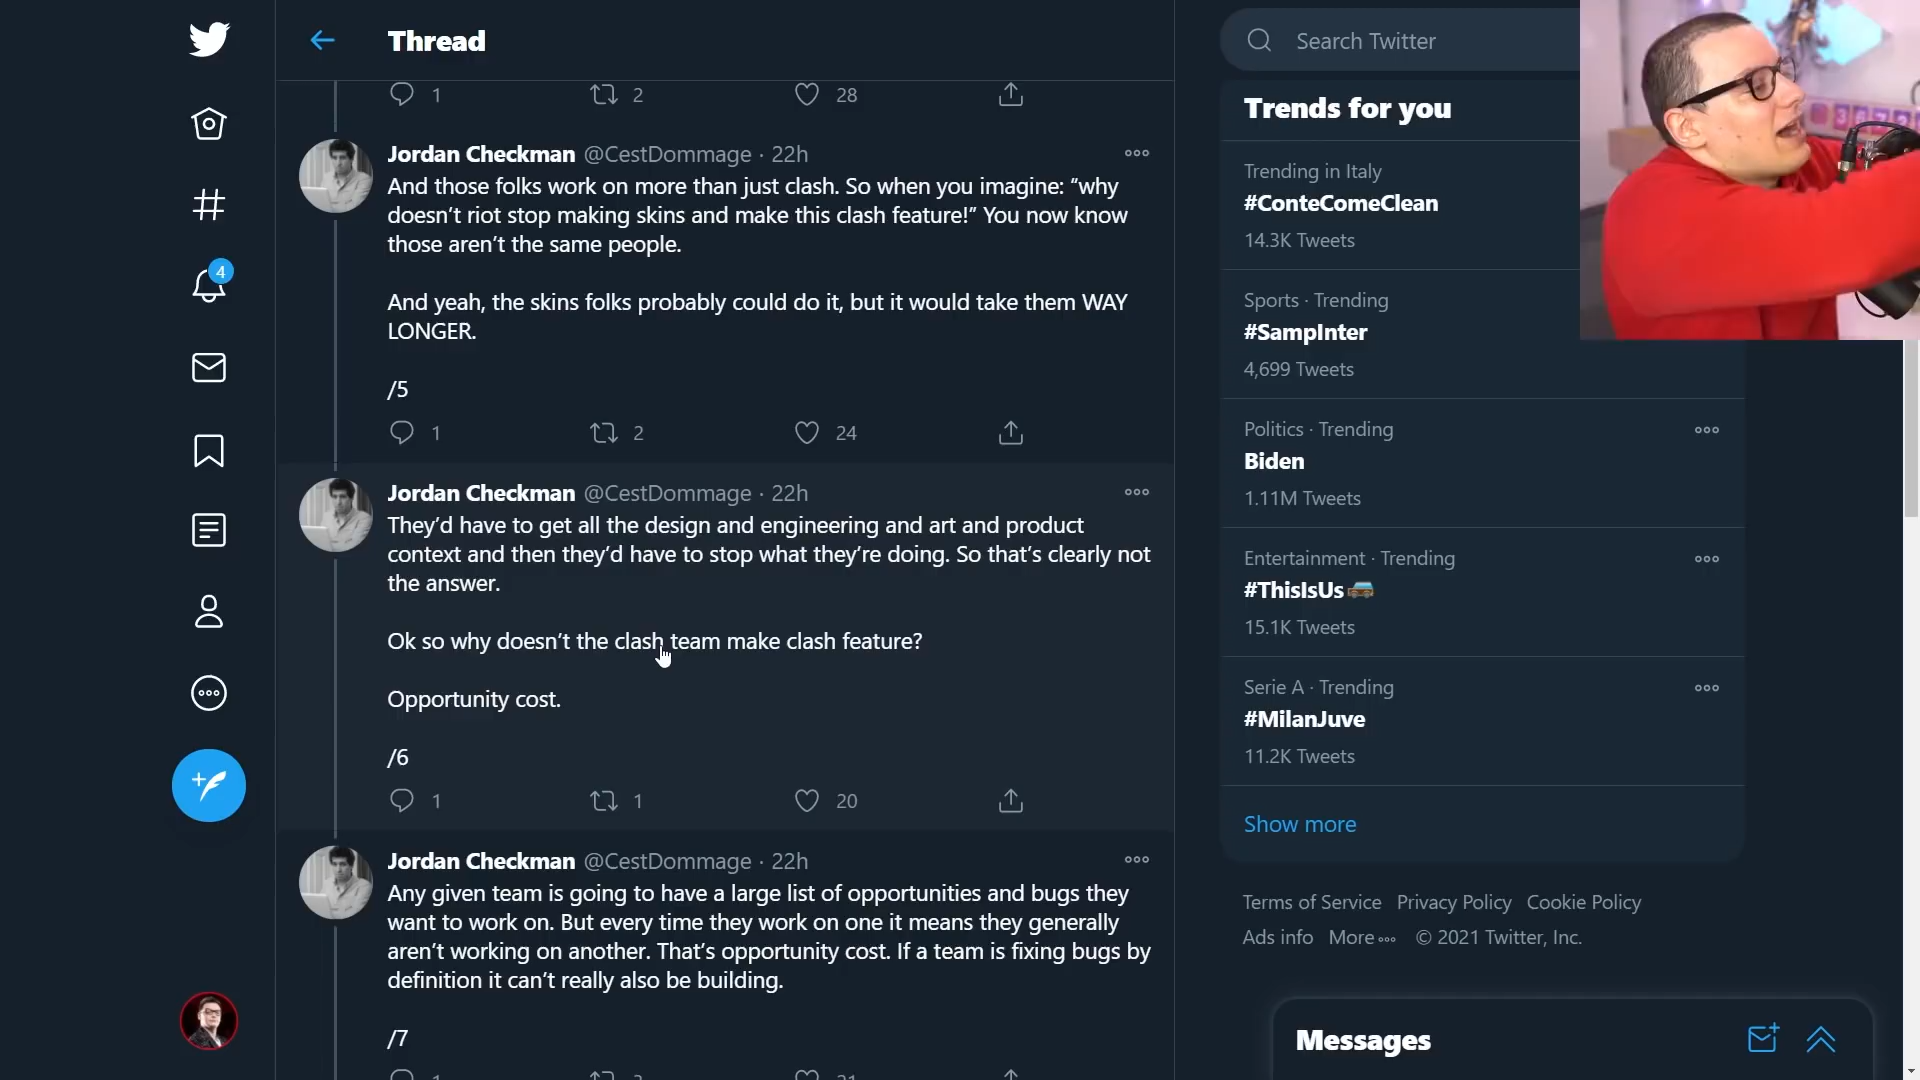 Thread
1 2 28
Jordan Checkman @CestDommage · 22h
And those folks work on more than just clash. So when you imagine: “why
doesn’t riot stop making skins and make this clash feature!” You now know
those aren’t the same people.
And yeah, the skins folks probably could do it, but it would take them WAY
LONGER.
/5
1 2 24
Jordan Checkman @CestDommage · 22h
They’d have to get all the design and engineering and art and product
context and then they’d have to stop what they’re doing. So that’s clearly not
the answer.
Ok so why doesn’t the clash team make clash feature?
Opportunity cost.
/6
1 1 20
Jordan Checkman @CestDommage · 22h
Any given team is going to have a large list of opportunities and bugs they
want to work on. But every time they work on one it means they generally
aren’t working on another. That’s opportunity cost. If a team is fixing bugs by
definition it can’t really also be building.
/7
4
Search Twitter
Trends for you
Trending in Italy
#ConteComeClean
14.3K Tweets
Sports · Trending
#SampInter
4,699 Tweets
Politics · Trending
Biden
1.11M Tweets
Entertainment · Trending
#ThisIsUs
15.1K Tweets
Serie A · Trending
#MilanJuve
11.2K Tweets
Show more
Terms of Service Privacy Policy Cookie Policy
Ads info More © 2021 Twitter, Inc.
Messages